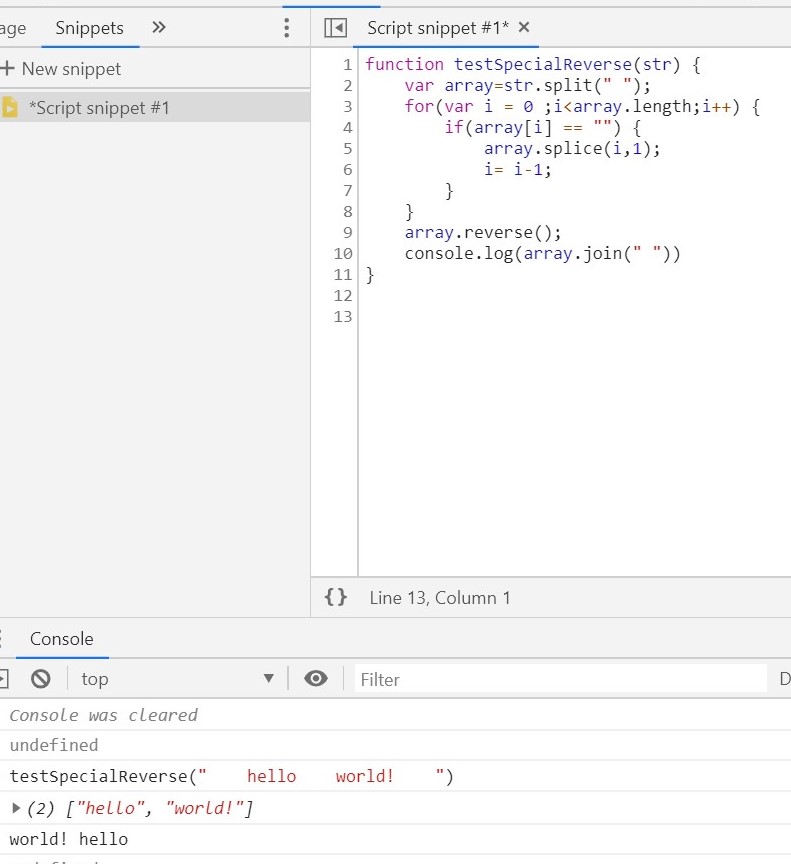 age Snippets »
Script snippet #1* ×
+ New snippet
*Script snippet #1
1 function testSpecialReverse(str) {
2 var array=str.split(" ");
3 for(var i = 0 ;i<array.length;i++) {
4 if(array[i] == "") {
5 array.splice(i,1);
6 i= i-1;
7 }
8 }
9 array.reverse();
10 console.log(array.join(" "))
11 }
12
13
{} Line 13, Column 1
Console
top Filter D
Console was cleared
undefined
testSpecialReverse("    hello    world!    ")
(2) ["hello", "world!"]
world! hello